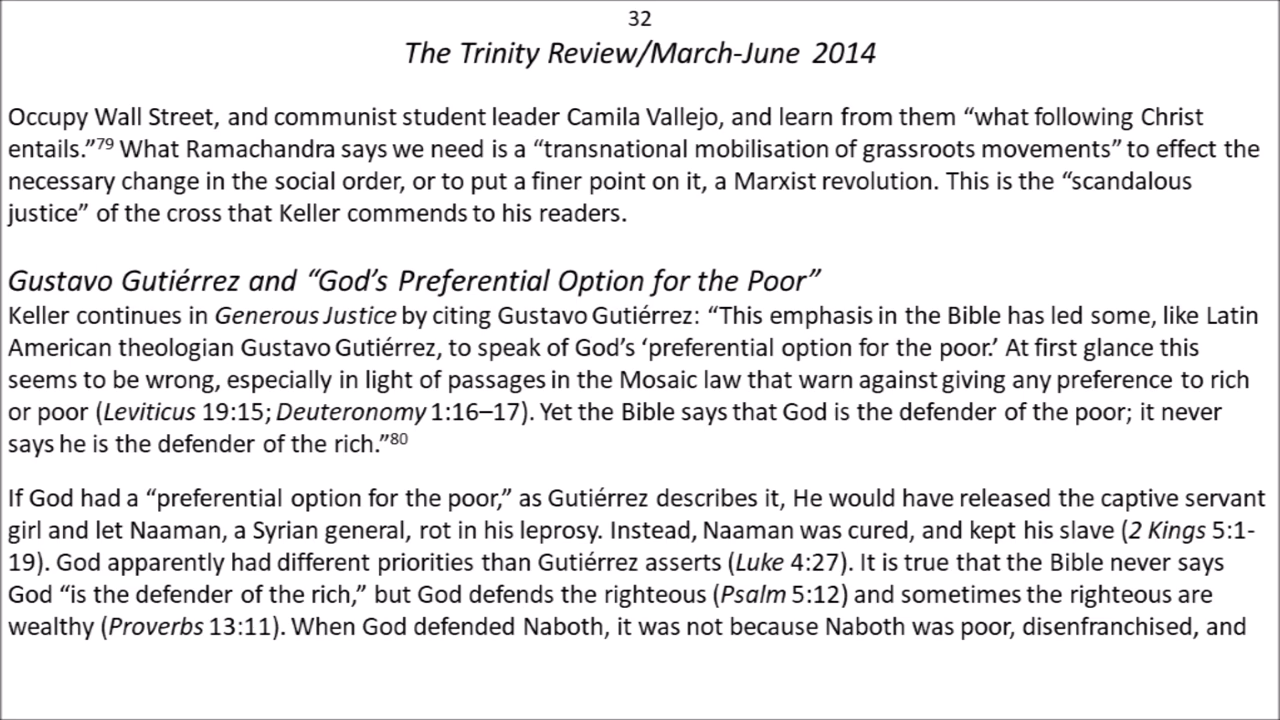 32
The Trinity Review/March-June 2014
Occupy Wall Street, and communist student leader Camila Vallejo, and learn from them “what following Christ
entails.”79 What Ramachandra says we need is a “transnational mobilisation of grassroots movements” to effect the
necessary change in the social order, or to put a finer point on it, a Marxist revolution. This is the “scandalous
justice” of the cross that Keller commends to his readers.
Gustavo Gutiérrez and “God’s Preferential Option for the Poor”
Keller continues in Generous Justice by citing Gustavo Gutiérrez: “This emphasis in the Bible has led some, like Latin
American theologian Gustavo Gutiérrez, to speak of God’s ‘preferential option for the poor.’ At first glance this
seems to be wrong, especially in light of passages in the Mosaic law that warn against giving any preference to rich
or poor (Leviticus 19:15; Deuteronomy 1:16–17). Yet the Bible says that God is the defender of the poor; it never
says he is the defender of the rich.”80
If God had a “preferential option for the poor,” as Gutiérrez describes it, He would have released the captive servant
girl and let Naaman, a Syrian general, rot in his leprosy. Instead, Naaman was cured, and kept his slave (2 Kings 5:1-
19). God apparently had different priorities than Gutiérrez asserts (Luke 4:27). It is true that the Bible never says
God “is the defender of the rich,” but God defends the righteous (Psalm 5:12) and sometimes the righteous are
wealthy (Proverbs 13:11). When God defended Naboth, it was not because Naboth was poor, disenfranchised, and